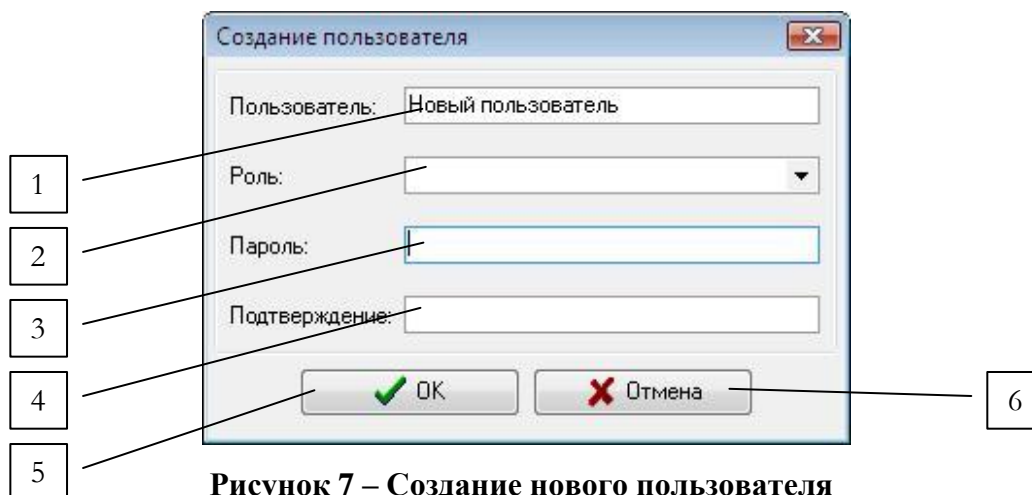 Создание пользователя
Пользователь: Новый пользователь
1
Роль:
2
Пароль:
3
Подтверждение:
4
OK
Отмена
6
5
Рисунок 7 – Создание нового пользователя